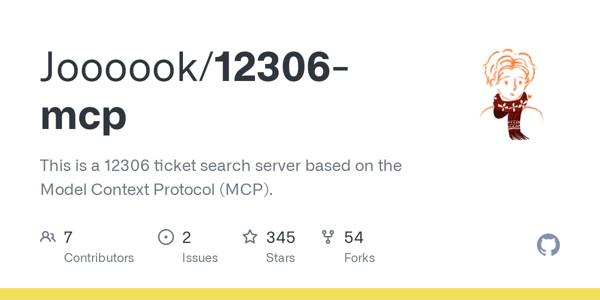 Joooook/12306-
mcp
This is a 12306 ticket search server based on the
Model Context Protocol (MCP).
7 2 345 54
Contributors Issues Stars Forks